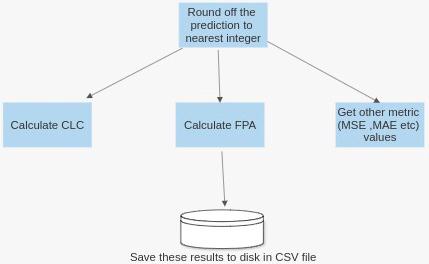 Round off the
prediction to
nearest integer
Calculate CLC
Calculate FPA
Get other metric
(MSE ,MAE etc)
values
Save these results to disk in CSV file